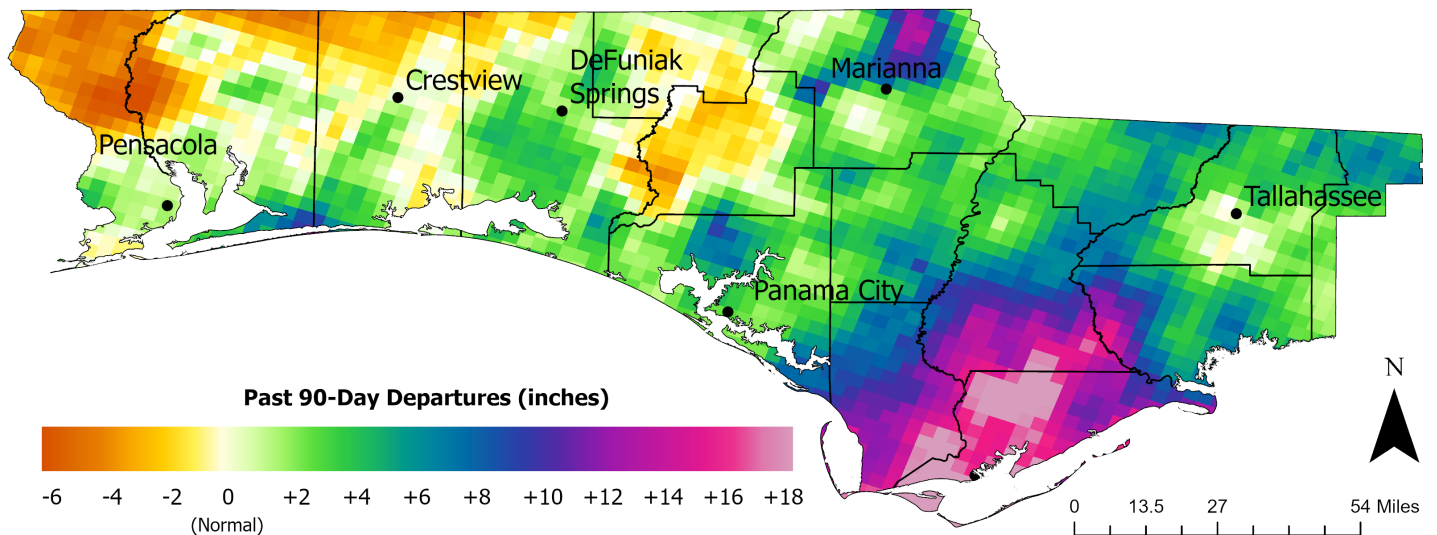 DeFuniak
Springs
Crestview
Marianna
Pensacola
Tallahassee
Panama City
Past 90-Day Departures (inches)
-6 -4 -2 0 +2 +4 +6 +8 +10 +12 +14 +16 +18
(Normal)
N
0 13.5 27 54 Miles